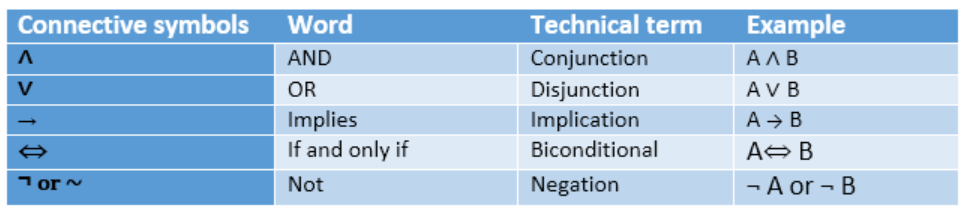 Connective symbols Word Technical term Example
∧ AND Conjunction A ∧ B
∨ OR Disjunction A ∨ B
→ Implies Implication A → B
⇔ If and only if Biconditional A⇔ B
¬ or ~ Not Negation ¬ A or ¬ B